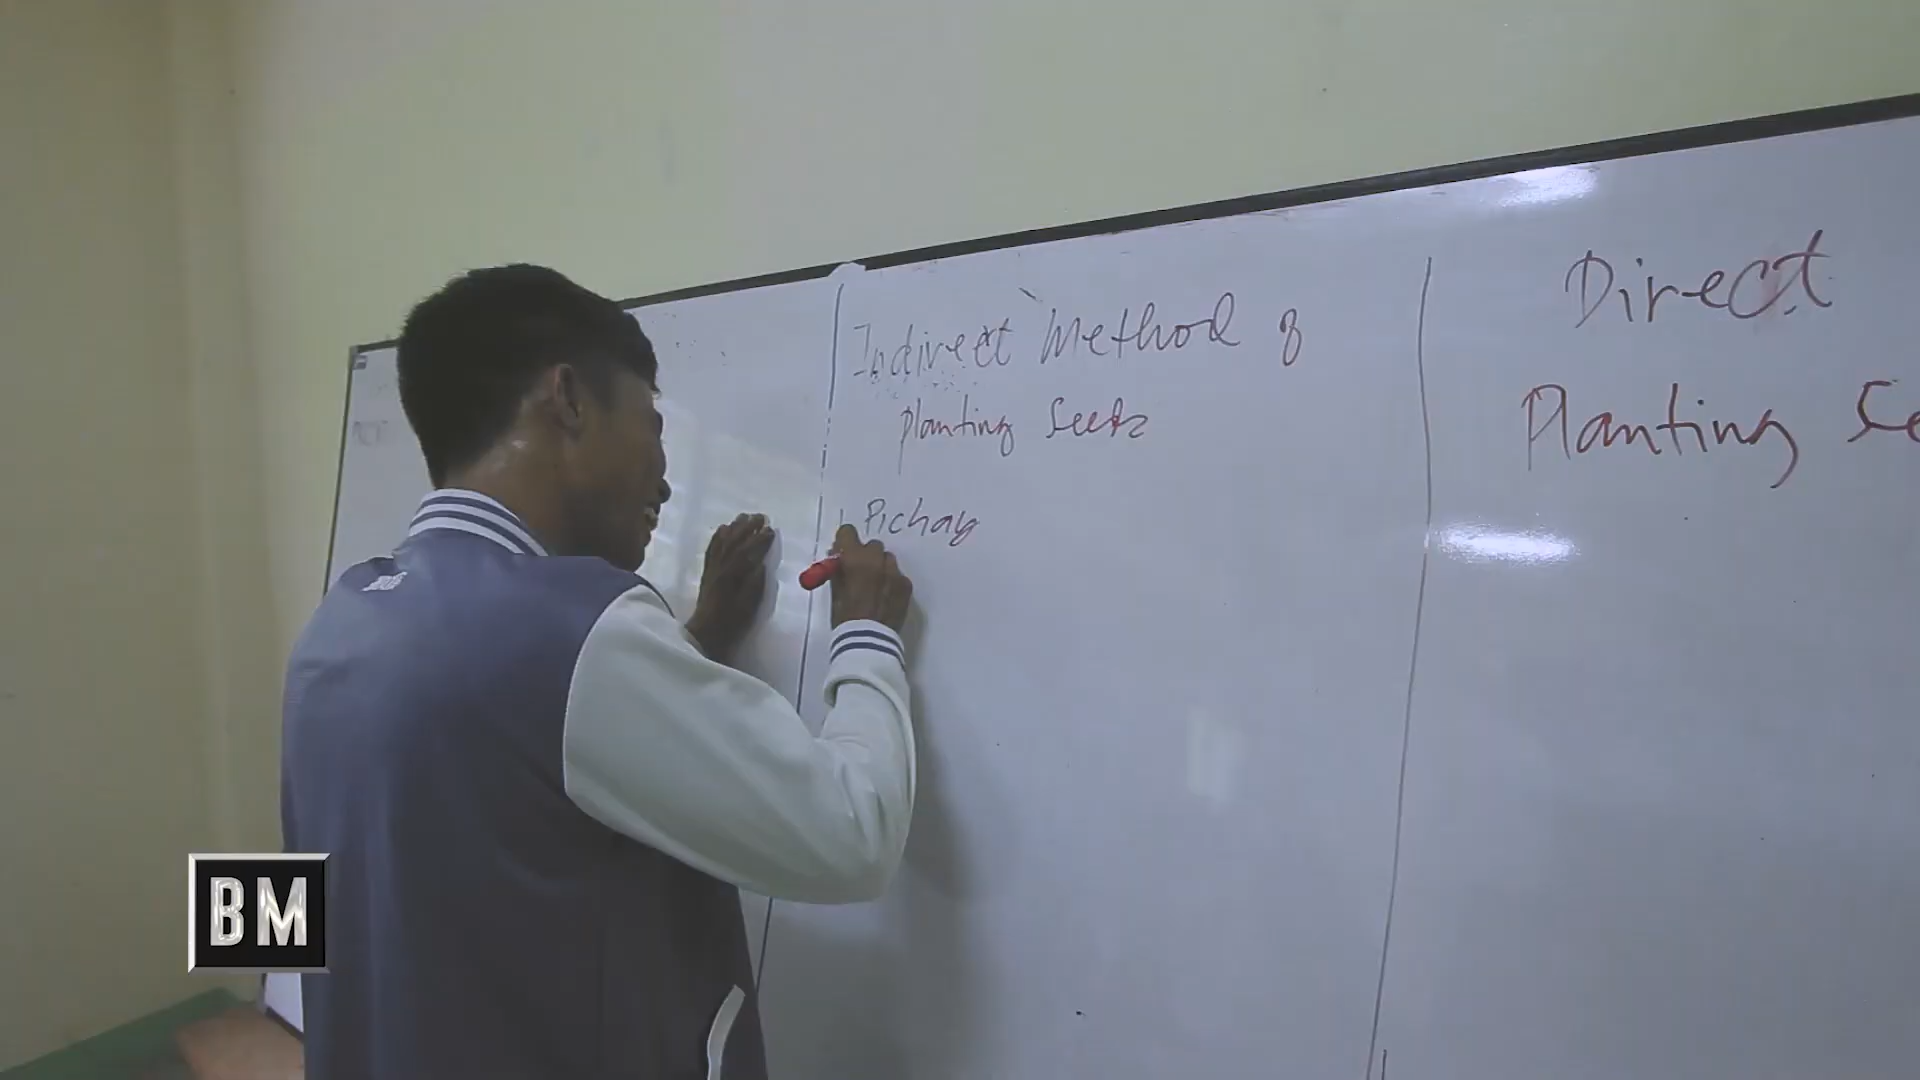 Indirect Method of
Planting Seeds
Pichay
Direct
Planting Se
BM